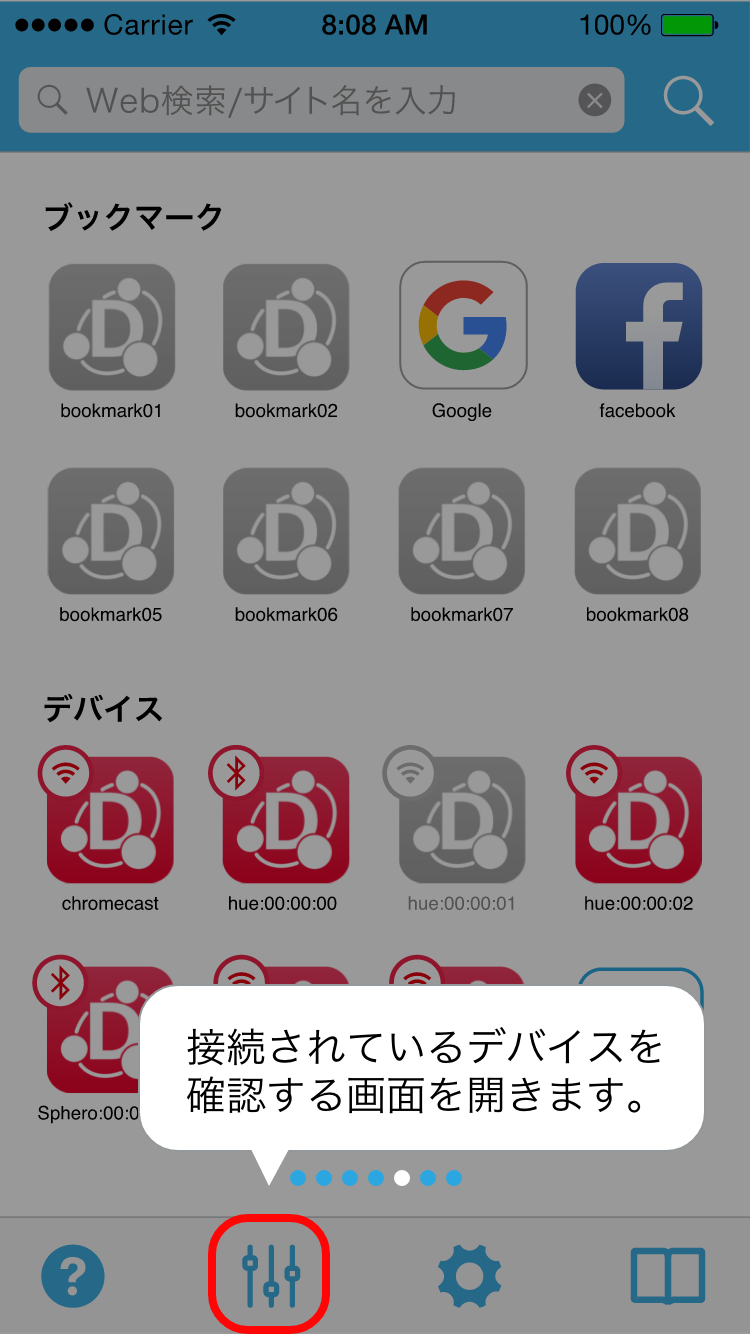 Carrier 8:08 AM 100%
Web検索/サイト名を入力
ブックマーク
bookmark01 bookmark02 Google facebook
bookmark05 bookmark06 bookmark07 bookmark08
デバイス
chromecast hue:00:00:00 hue:00:00:01 hue:00:00:02
接続されているデバイスを
確認する画面を開きます。
Sphero:00:0